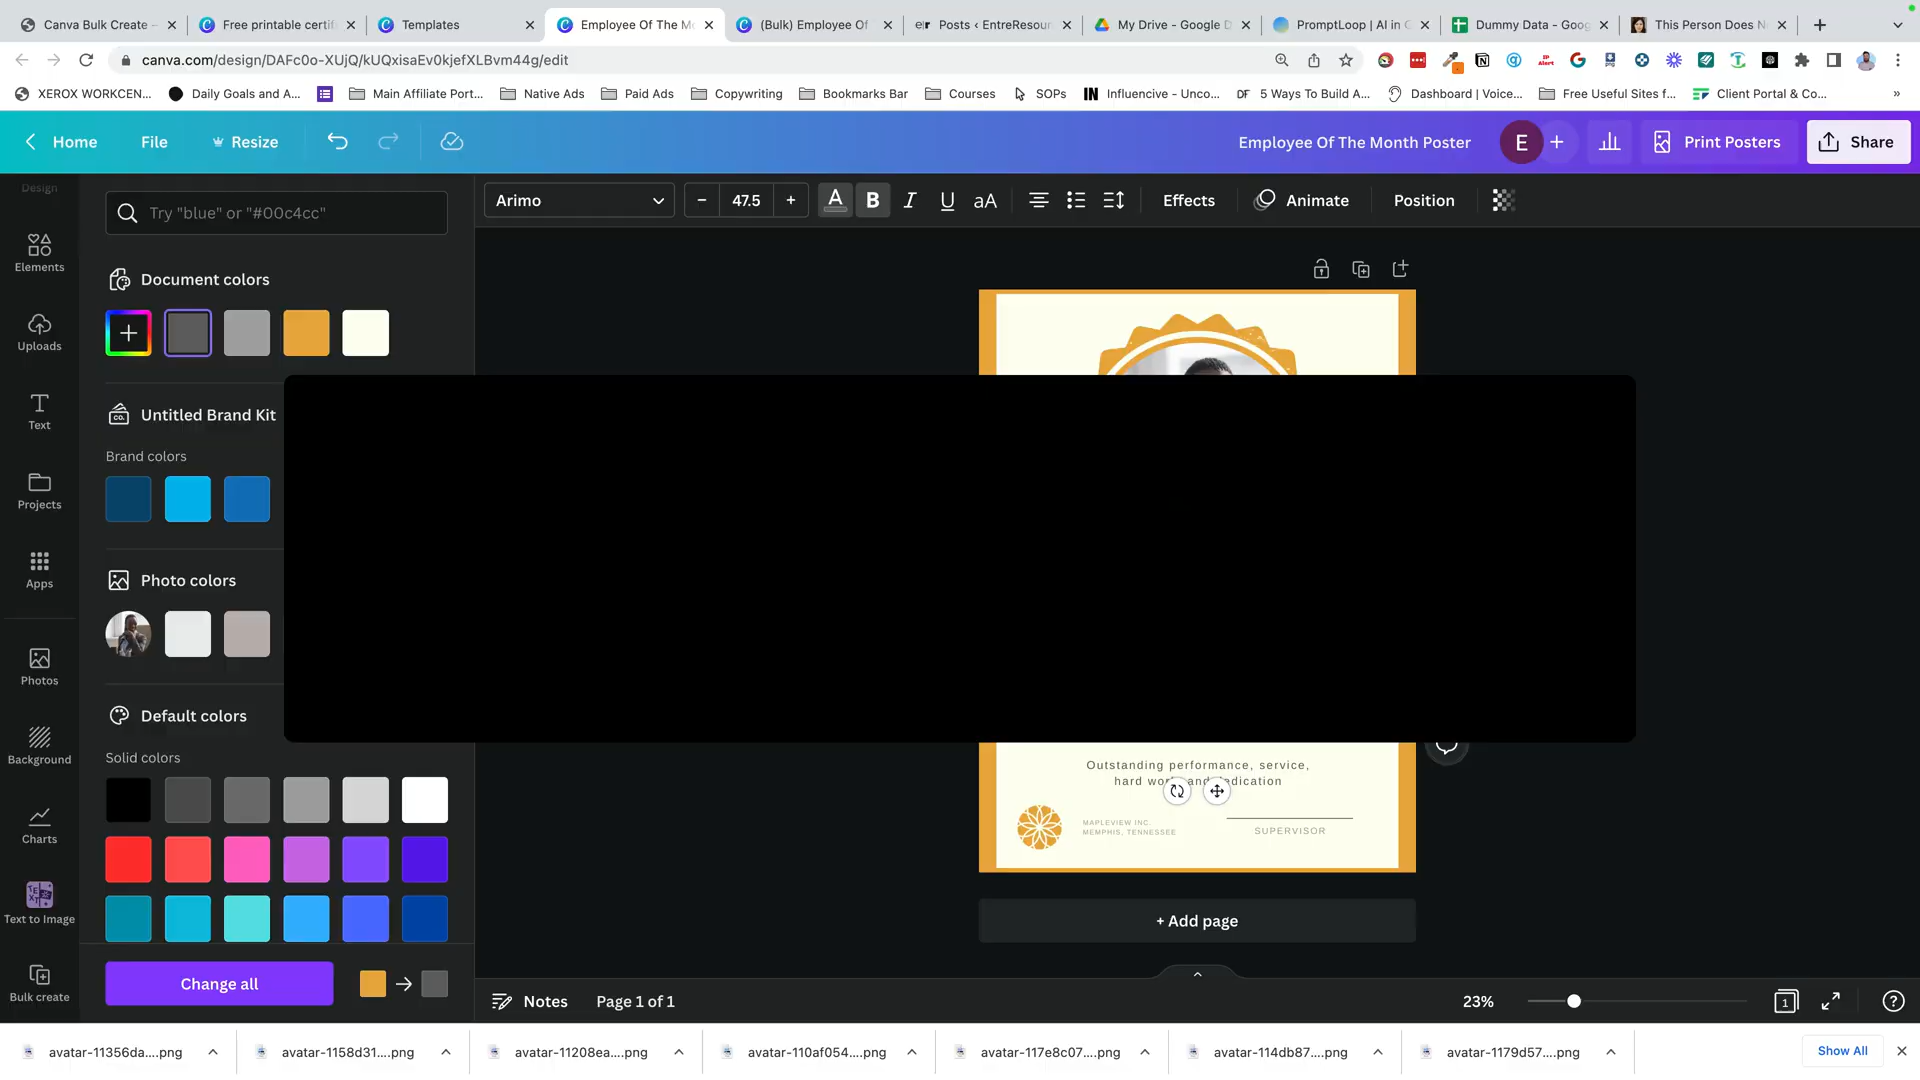 Canva Bulk Create -
Free printable certifi
Templates
Employee Of The Mo
(Bulk) Employee Of
Posts ‹ EntreResour
My Drive - Google D
PromptLoop | AI in G
Dummy Data - Goog
This Person Does N
canva.com/design/DAFc0o-XUjQ/kUQxisaEv0kjefXLBvm44g/edit
XEROX WORKCEN...
Daily Goals and A...
Main Affiliate Port...
Native Ads
Paid Ads
Copywriting
Bookmarks Bar
Courses
SOPs
Influencive - Unco...
5 Ways To Build A...
Dashboard | Voice...
Free Useful Sites f...
Client Portal & Co...
Home
File
Resize
Employee Of The Month Poster
E
Print Posters
Share
Design
Try "blue" or "#00c4cc"
Arimo
47.5
Effects
Animate
Position
Elements
Document colors
Uploads
Untitled Brand Kit
Text
Brand colors
Projects
Apps
Photo colors
Photos
Default colors
Background
Solid colors
Outstanding performance, service,
hard work and dedication
Charts
MAPLEVIEW INC.
MEMPHIS, TENNESSEE
SUPERVISOR
Text to Image
+ Add page
Bulk create
Change all
Notes
Page 1 of 1
23%
1
avatar-11356da....png
avatar-1158d31....png
avatar-11208ea....png
avatar-110af054....png
avatar-117e8c07....png
avatar-114db87....png
avatar-1179d57....png
Show All